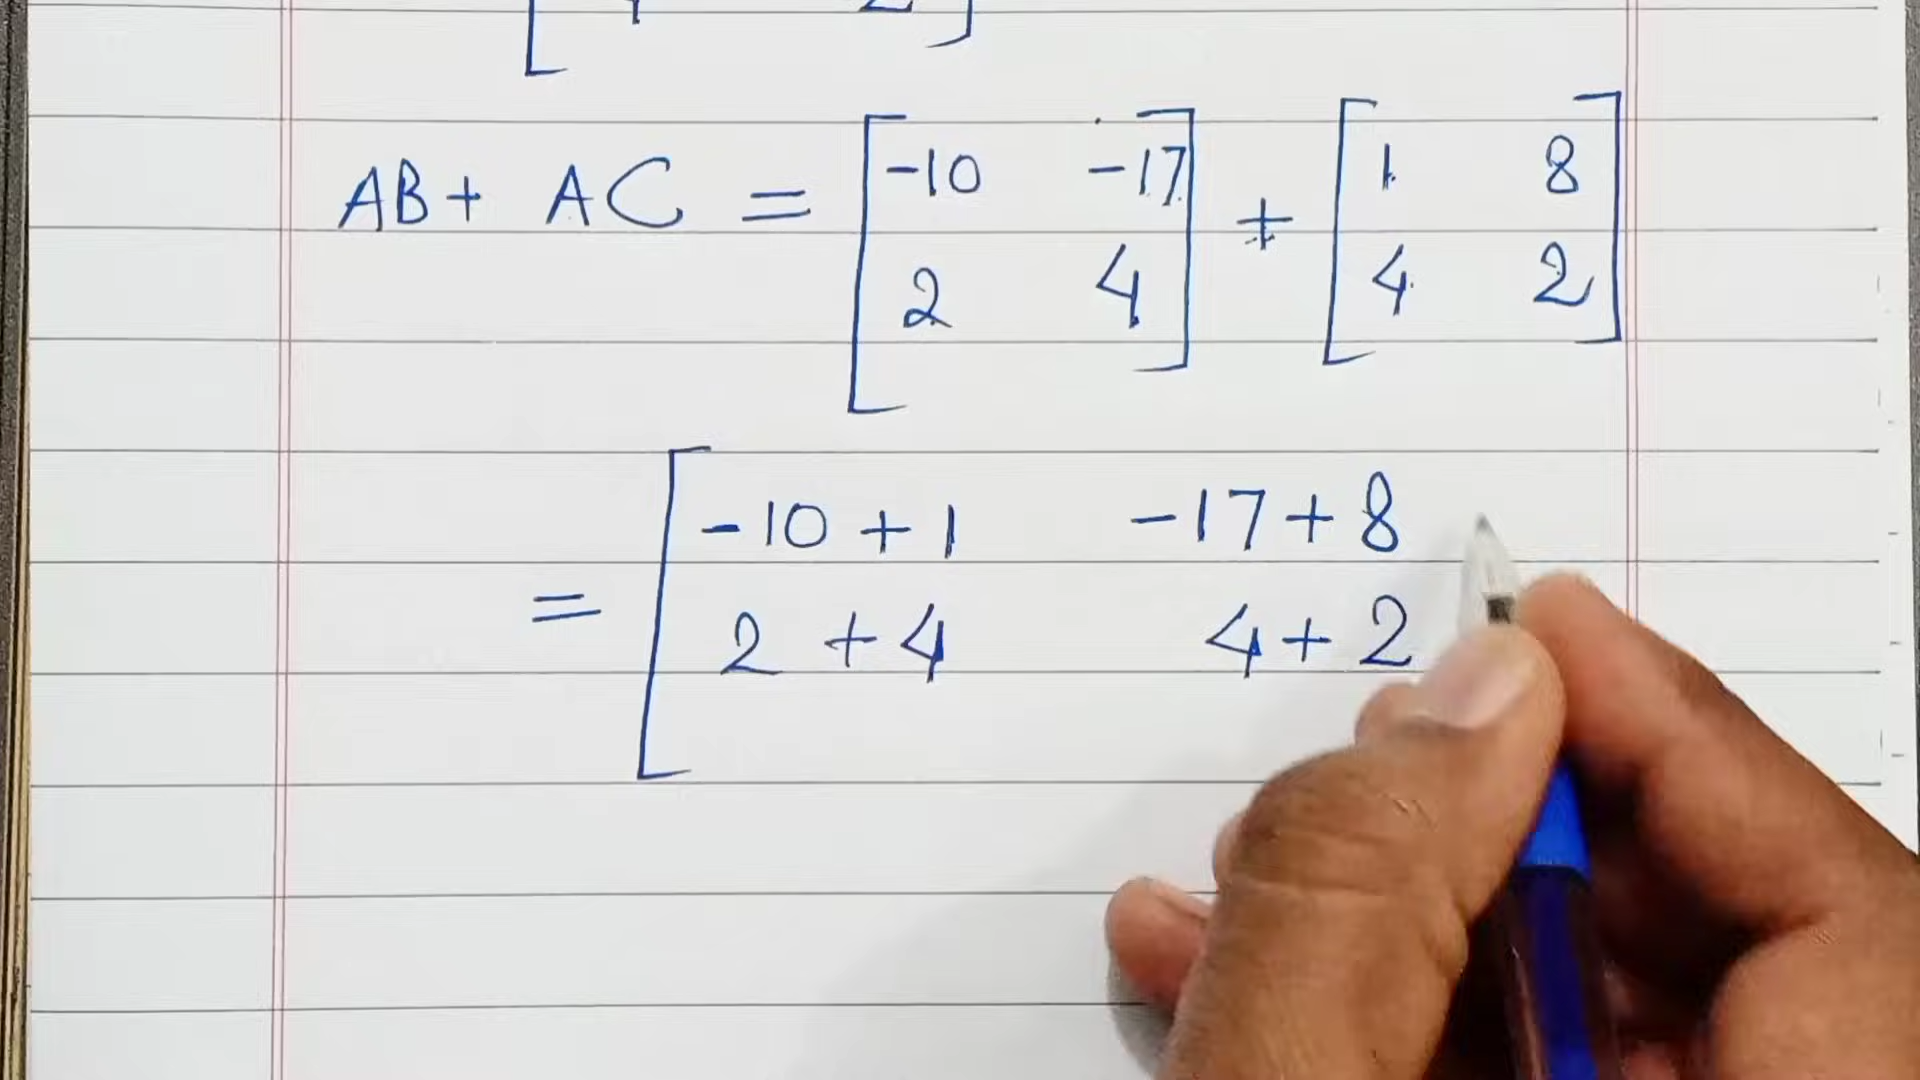 AB + AC = [-10 -17
2 4] + [1 8
4 2]
= [-10 + 1 -17 + 8
2 + 4 4 + 2